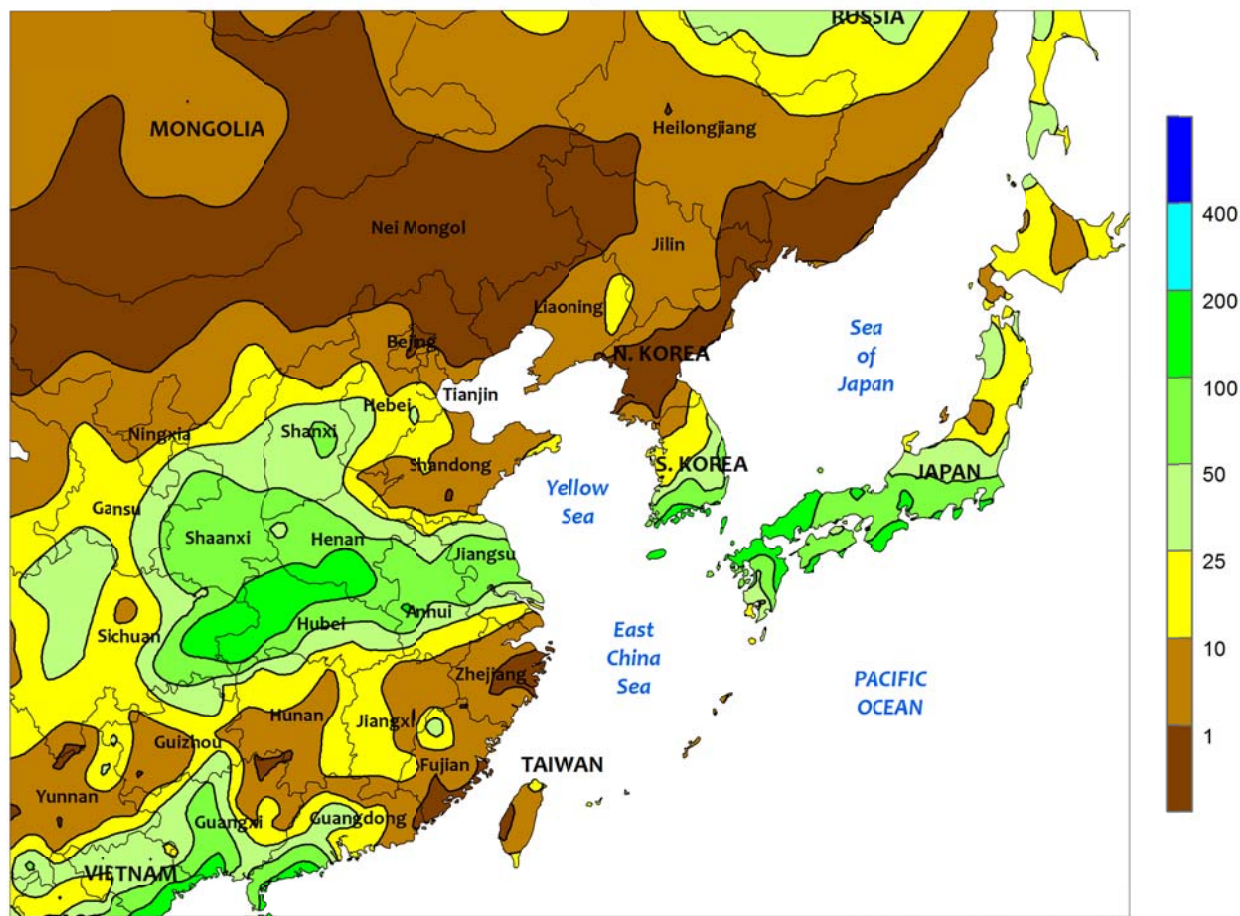 RUSSIA
MONGOLIA
Heilongjiang
Nei Mongol
Jilin
Liaoning
Bejing
N. KOREA
Sea
of
Japan
Tianjin
Hebei
Ningxia
Shanxi
Shandong
S. KOREA
JAPAN
Gansu
Yellow
Sea
Shaanxi
Henan
Jiangsu
Anhui
Hubei
Sichuan
East
China
Sea
Zhejiang
PACIFIC
OCEAN
Hunan
Jiangxi
Guizhou
Fujian
TAIWAN
Yunnan
Guangxi
Guangdong
VIETNAM
400
200
100
50
25
10
1